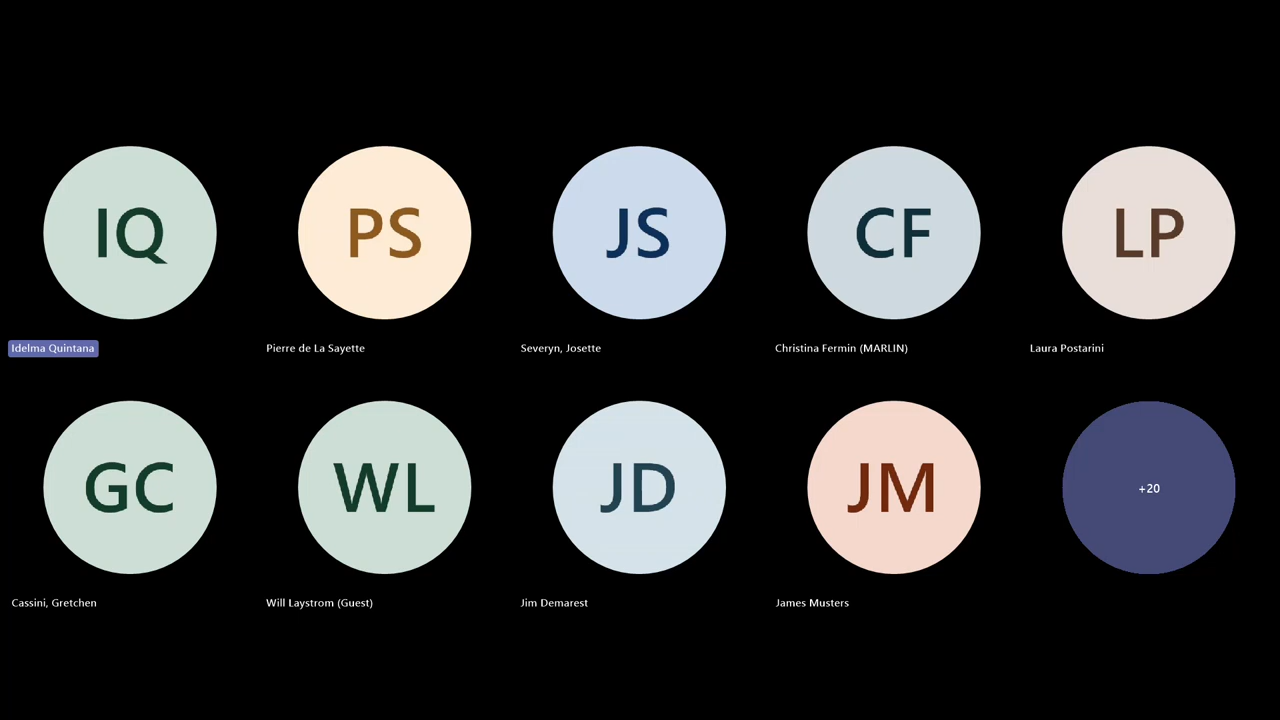 IQ
PS
JS
CF
LP
Idelma Quintana
Pierre de La Sayette
Severyn, Josette
Christina Fermin (MARLIN)
Laura Postarini
GC
WL
JD
JM
+20
Cassini, Gretchen
Will Laystrom (Guest)
Jim Demarest
James Musters